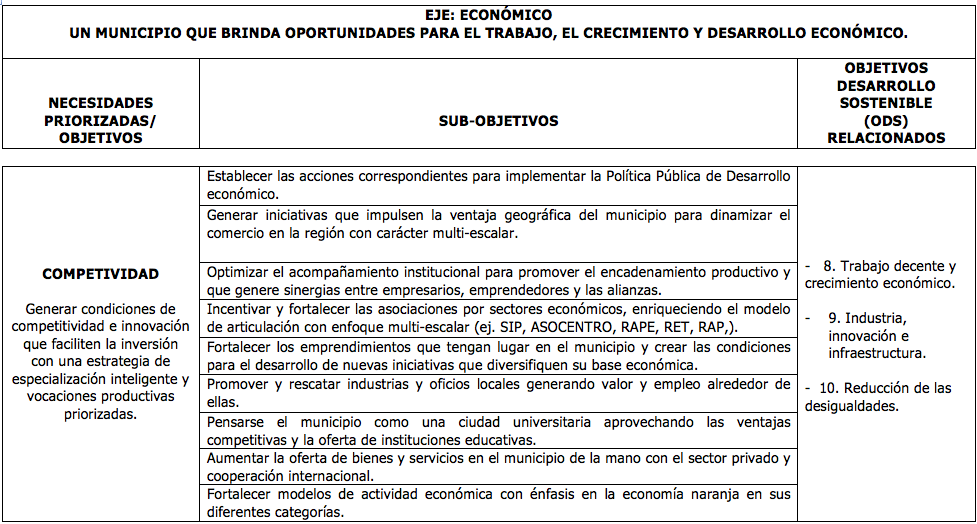 EJE: ECONÓMICO
UN MUNICIPIO QUE BRINDA OPORTUNIDADES PARA EL TRABAJO, EL CRECIMIENTO Y DESARROLLO ECONÓMICO.
NECESIDADES
PRIORIZADAS/
OBJETIVOS
SUB-OBJETIVOS
OBJETIVOS
DESARROLLO
SOSTENIBLE
(ODS)
RELACIONADOS
COMPETIVIDAD
Generar condiciones de
competitividad e innovación
que faciliten la inversión
con una estrategia de
especialización inteligente y
vocaciones productivas
priorizadas.
Establecer las acciones correspondientes para implementar la Política Pública de Desarrollo
económico.
Generar iniciativas que impulsen la ventaja geográfica del municipio para dinamizar el
comercio en la región con carácter multi-escalar.
Optimizar el acompañamiento institucional para promover el encadenamiento productivo y
que genere sinergias entre empresarios, emprendedores y las alianzas.
Incentivar y fortalecer las asociaciones por sectores económicos, enriqueciendo el modelo
de articulación con enfoque multi-escalar (ej. SIP, ASOCENTRO, RAPE, RET, RAP,).
Fortalecer los emprendimientos que tengan lugar en el municipio y crear las condiciones
para el desarrollo de nuevas iniciativas que diversifiquen su base económica.
Promover y rescatar industrias y oficios locales generando valor y empleo alrededor de
ellas.
Pensarse el municipio como una ciudad universitaria aprovechando las ventajas
competitivas y la oferta de instituciones educativas.
Aumentar la oferta de bienes y servicios en el municipio de la mano con el sector privado y
cooperación internacional.
Fortalecer modelos de actividad económica con énfasis en la economía naranja en sus
diferentes categorías.
- 8. Trabajo decente y
crecimiento económico.
- 9. Industria,
innovación e
infraestructura.
- 10. Reducción de las
desigualdades.